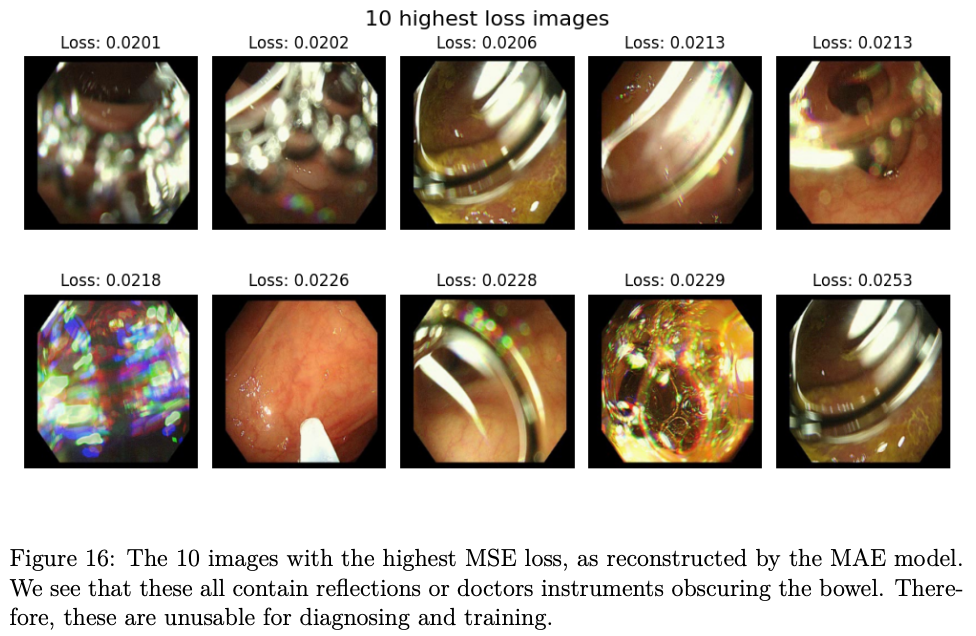 10 highest loss images
Loss: 0.0201 Loss: 0.0202 Loss: 0.0206 Loss: 0.0213 Loss: 0.0213
Loss: 0.0218 Loss: 0.0226 Loss: 0.0228 Loss: 0.0229 Loss: 0.0253
Figure 16: The 10 images with the highest MSE loss, as reconstructed by the MAE model.
We see that these all contain reflections or doctors instruments obscuring the bowel. There-
fore, these are unusable for diagnosing and training.